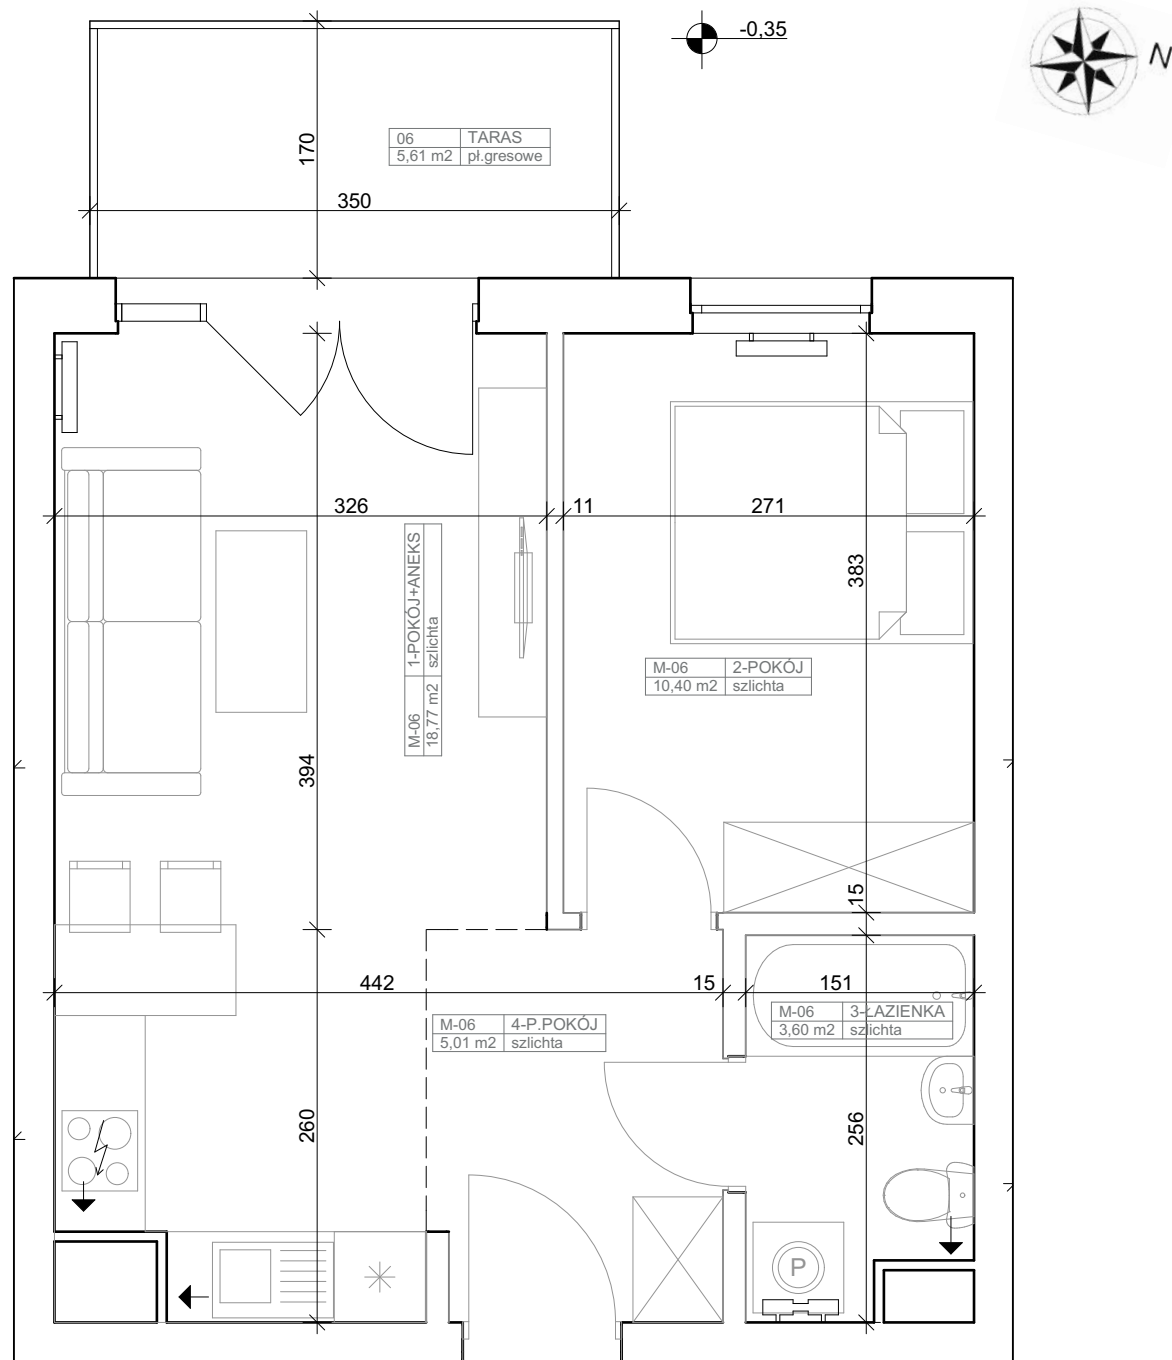 -0,35
N
170
06 TARAS
5,61 m2 pł.gresowe
350
326
11
271
383
M-06 1-POKÓJ+ANEKS
18,77 m2 szlichta
M-06 2-POKÓJ
10,40 m2 szlichta
394
15
442
15
151
M-06 3-ŁAZIENKA
3,60 m2 szlichta
M-06 4-P.POKÓJ
5,01 m2 szlichta
260
256
P